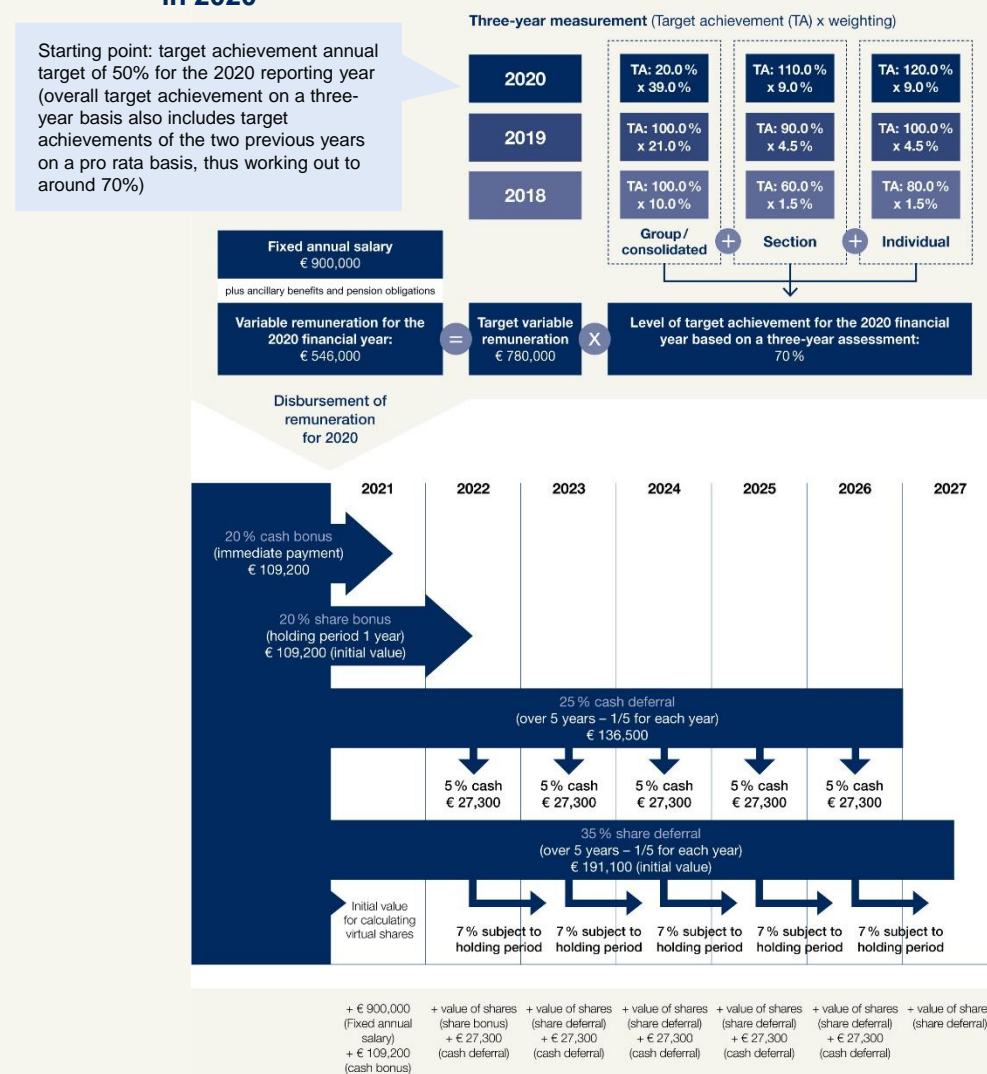 in 2020
Starting point: target achievement annual
target of 50% for the 2020 reporting year
(overall target achievement on a three-
year basis also includes target
achievements of the two previous years
on a pro rata basis, thus working out to
around 70%)
Three-year measurement (Target achievement (TA) x weighting)
2020
TA: 20.0 %
x 39.0 %
TA: 110.0 %
x 9.0 %
TA: 120.0 %
x 9.0 %
2019
TA: 100.0 %
x 21.0 %
TA: 90.0 %
x 4.5 %
TA: 100.0 %
x 4.5 %
2018
TA: 100.0 %
x 10.0 %
TA: 60.0 %
x 1.5 %
TA: 80.0 %
x 1.5%
Group/
consolidated
+
Section
+
Individual
Fixed annual salary
€ 900,000
plus ancillary benefits and pension obligations
Variable remuneration for the
2020 financial year:
€ 546,000
=
Target variable
remuneration
€ 780,000
X
Level of target achievement for the 2020 financial
year based on a three-year assessment:
70 %
Disbursement of
remuneration
for 2020
2021 2022 2023 2024 2025 2026 2027
20 % cash bonus
(immediate payment)
€ 109,200
20 % share bonus
(holding period 1 year)
€ 109,200 (initial value)
25 % cash deferral
(over 5 years – 1/5 for each year)
€ 136,500
5 % cash
€ 27,300
5 % cash
€ 27,300
5 % cash
€ 27,300
5 % cash
€ 27,300
5 % cash
€ 27,300
35 % share deferral
(over 5 years – 1/5 for each year)
€ 191,100 (initial value)
Initial value
for calculating
virtual shares
7 % subject to
holding period
7 % subject to
holding period
7 % subject to
holding period
7 % subject to
holding period
7 % subject to
holding period
+ € 900,000
(Fixed annual
salary)
+ € 109,200
(cash bonus)
+ value of shares
(share bonus)
+ € 27,300
(cash deferral)
+ value of shares
(share deferral)
+ € 27,300
(cash deferral)
+ value of shares
(share deferral)
+ € 27,300
(cash deferral)
+ value of shares
(share deferral)
+ € 27,300
(cash deferral)
+ value of shares
(share deferral)
+ € 27,300
(cash deferral)
+ value of share
(share deferral)